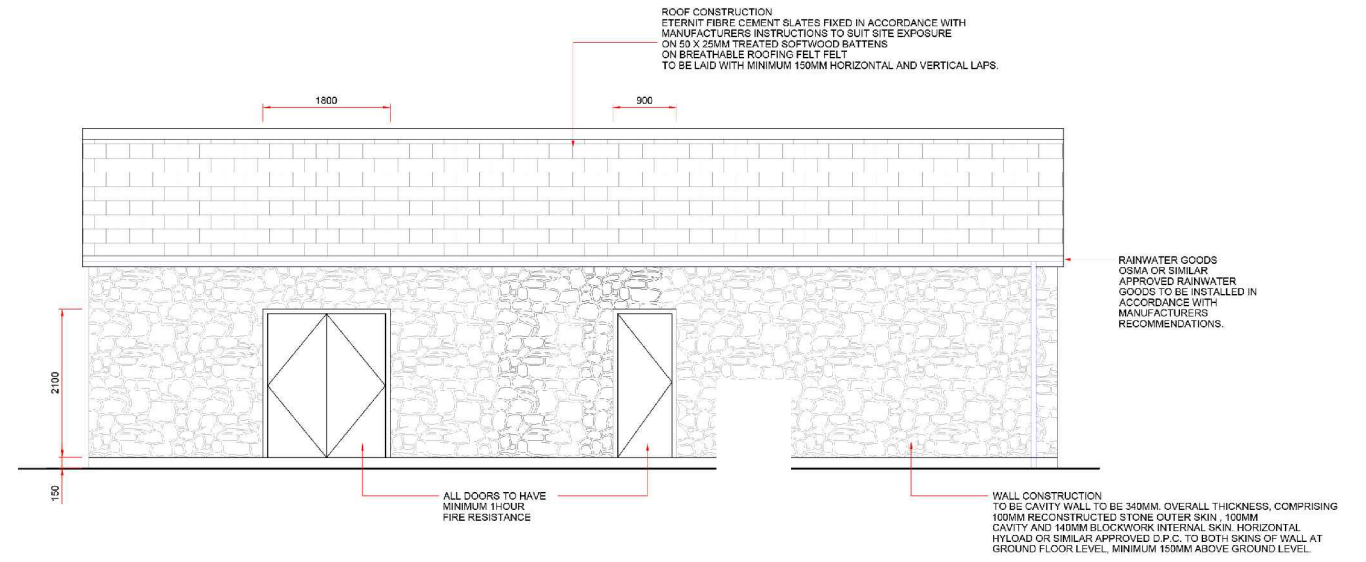 ROOF CONSTRUCTION
ETERNIT FIBRE CEMENT SLATES FIXED IN ACCORDANCE WITH
MANUFACTURERS INSTRUCTIONS TO SUIT SITE EXPOSURE
ON 50 X 25MM TREATED SOFTWOOD BATTENS
ON BREATHABLE ROOFING FELT FELT
TO BE LAID WITH MINIMUM 150MM HORIZONTAL AND VERTICAL LAPS.
1800
900
RAINWATER GOODS
OSMA OR SIMILAR
APPROVED RAINWATER
GOODS TO BE INSTALLED IN
ACCORDANCE WITH
MANUFACTURERS
RECOMMENDATIONS.
2100
150
ALL DOORS TO HAVE
MINIMUM 1HOUR
FIRE RESISTANCE
WALL CONSTRUCTION
TO BE CAVITY WALL TO BE 340MM. OVERALL THICKNESS, COMPRISING
100MM RECONSTRUCTED STONE OUTER SKIN , 100MM
CAVITY AND 140MM BLOCKWORK INTERNAL SKIN. HORIZONTAL
HYLOAD OR SIMILAR APPROVED D.P.C. TO BOTH SKINS OF WALL AT
GROUND FLOOR LEVEL, MINIMUM 150MM ABOVE GROUND LEVEL.